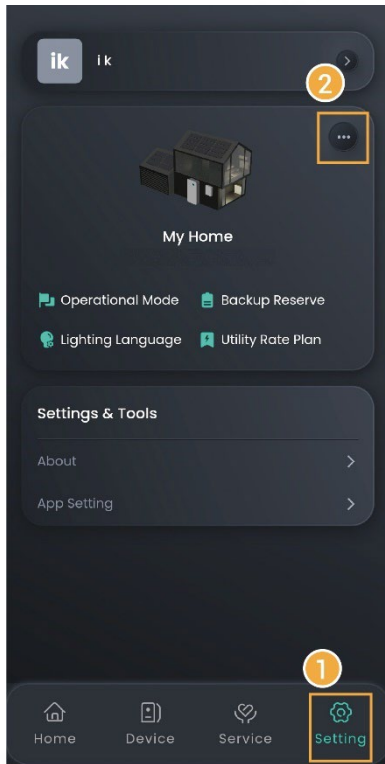 ik i k
2
My Home
Operational Mode Backup Reserve
Lighting Language Utility Rate Plan
Settings & Tools
About
App Setting
1
Home Device Service Setting